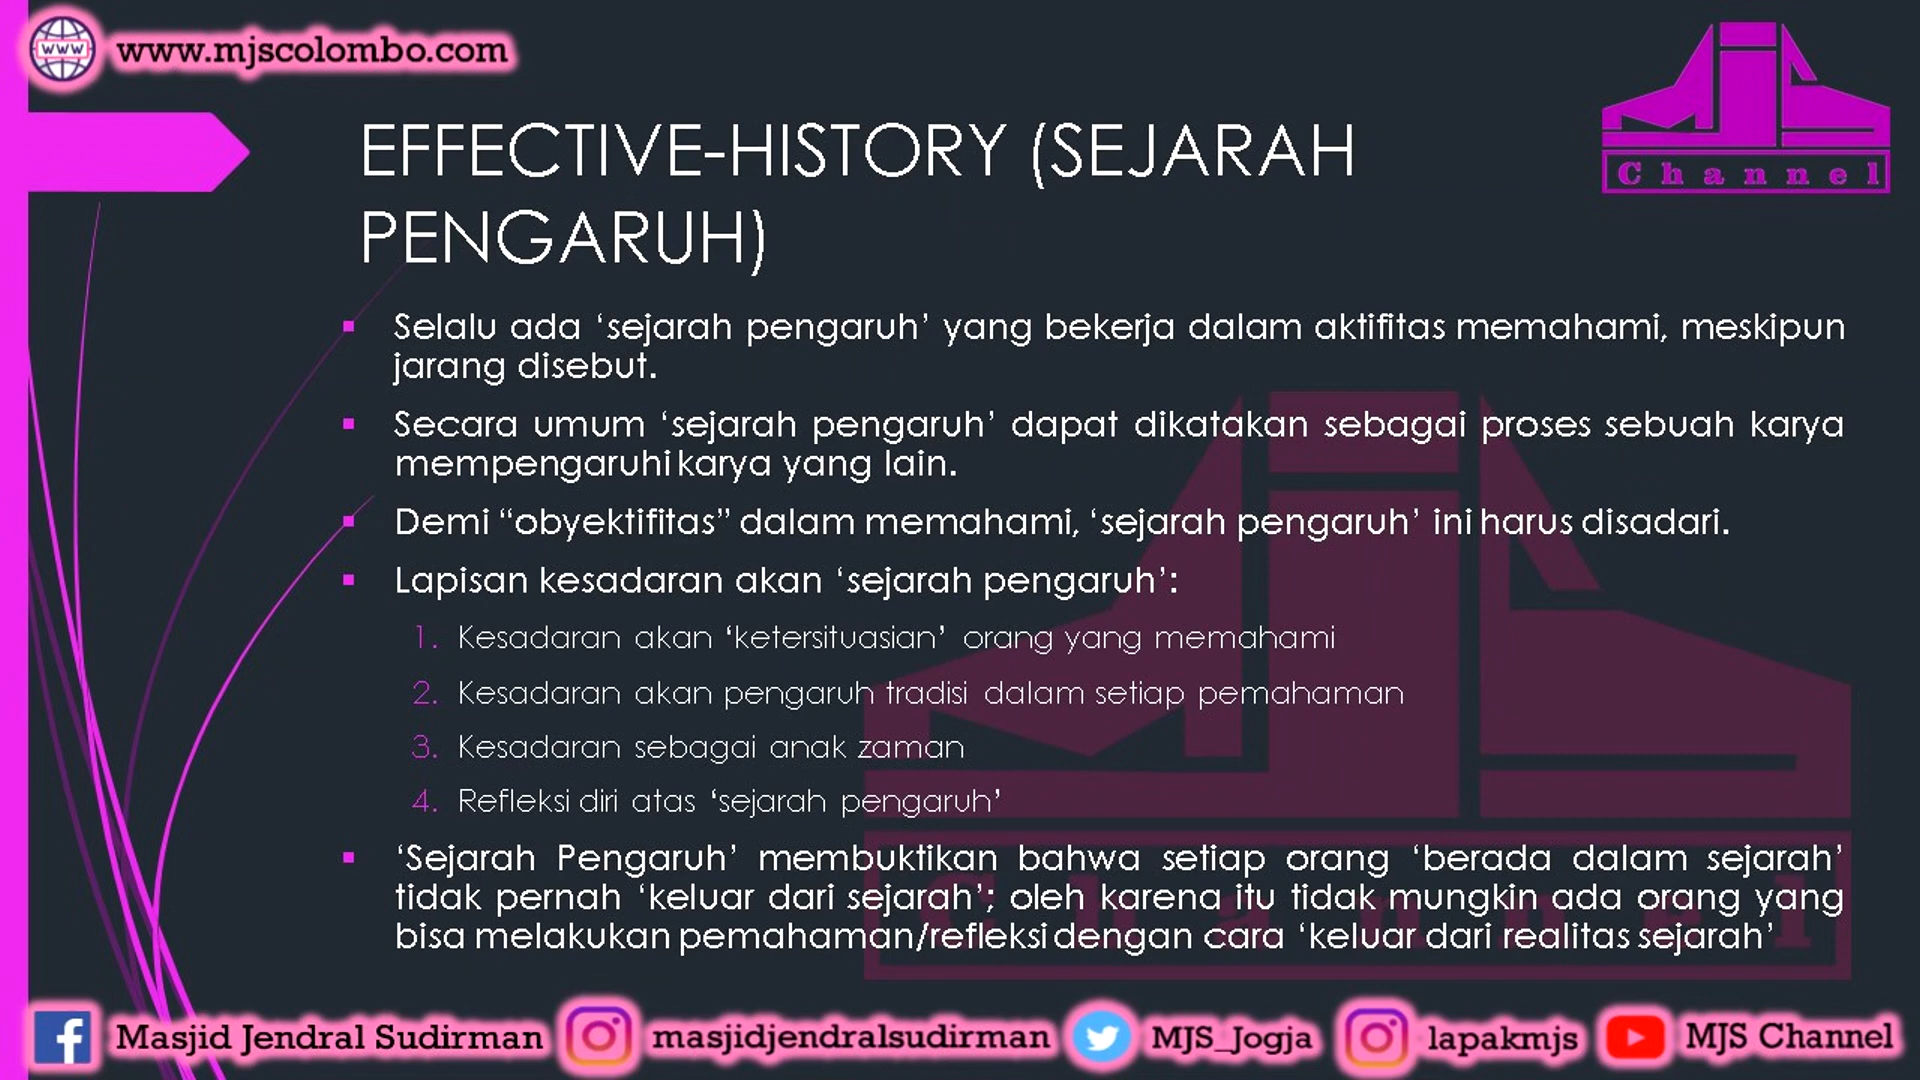 www.mjscolombo.com
MJS
Channel
EFFECTIVE-HISTORY (SEJARAH
PENGARUH)
▪ Selalu ada ‘sejarah pengaruh’ yang bekerja dalam aktifitas memahami, meskipun
jarang disebut.
▪ Secara umum ‘sejarah pengaruh’ dapat dikatakan sebagai proses sebuah karya
mempengaruhi karya yang lain.
▪ Demi “obyektifitas” dalam memahami, ‘sejarah pengaruh’ ini harus disadari.
▪ Lapisan kesadaran akan ‘sejarah pengaruh’:
1. Kesadaran akan ‘ketersituasian’ orang yang memahami
2. Kesadaran akan pengaruh tradisi dalam setiap pemahaman
3. Kesadaran sebagai anak zaman
4. Refleksi diri atas ‘sejarah pengaruh’
▪ ‘Sejarah Pengaruh’ membuktikan bahwa setiap orang ‘berada dalam sejarah’
tidak pernah ‘keluar dari sejarah’; oleh karena itu tidak mungkin ada orang yang
bisa melakukan pemahaman/refleksi dengan cara ‘keluar dari realitas sejarah’
Masjid Jendral Sudirman masjidjendralsudirman MJS_Jogja lapakmjs MJS Channel